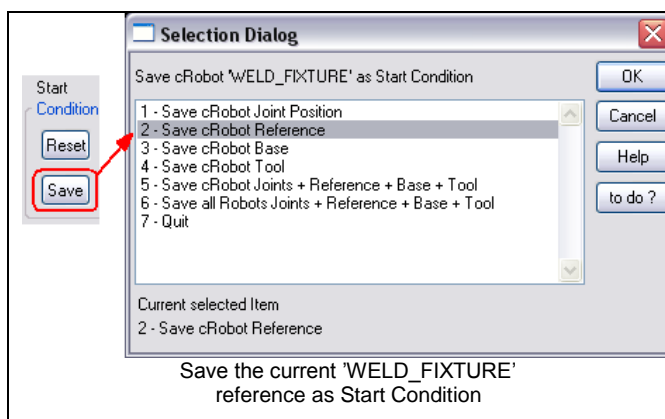 Start
Condition
Reset
Save
Selection Dialog
Save cRobot 'WELD_FIXTURE' as Start Condition
1 - Save cRobot Joint Position
2 - Save cRobot Reference
3 - Save cRobot Base
4 - Save cRobot Tool
5 - Save cRobot Joints + Reference + Base + Tool
6 - Save all Robots Joints + Reference + Base + Tool
7 - Quit
OK
Cancel
Help
to do ?
Current selected Item
2 - Save cRobot Reference
Save the current 'WELD_FIXTURE'
reference as Start Condition